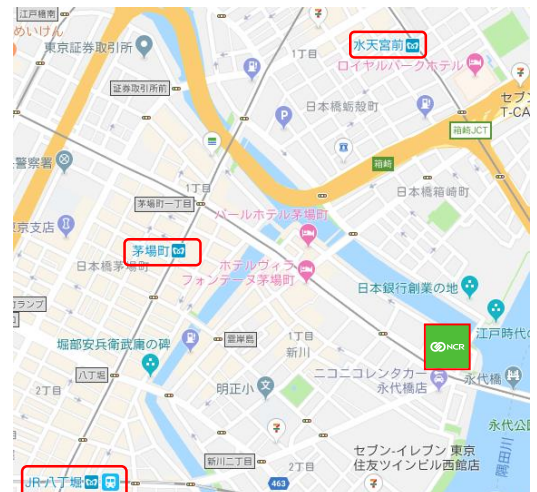 江戸橋南
めいけん
東京証券取引所
証券取引所前
1丁目
水天宮前
ロイヤルパークホテル
日本橋蛎殻町
セブン
T-CA
箱崎JCT
箱崎
日本橋箱崎町
警察署
1丁目
茅場町一丁目
パールホテル茅場町
京支店
茅場町
日本橋茅場町
ホテルヴィラ
フォンテーヌ茅場町
日本銀行創業の地
ランプ
堀部安兵衛武庸の碑
霊岸島
1丁目
新川
NCR
江戸時代の
ニコニコレンタカー
永代橋店
永代橋
八丁堀
2丁目
明正小
文
永代公
隅田川
新川二丁目
2丁目
セブン-イレブン 東京
住友ツインビル西館店
JR-八丁堀
463